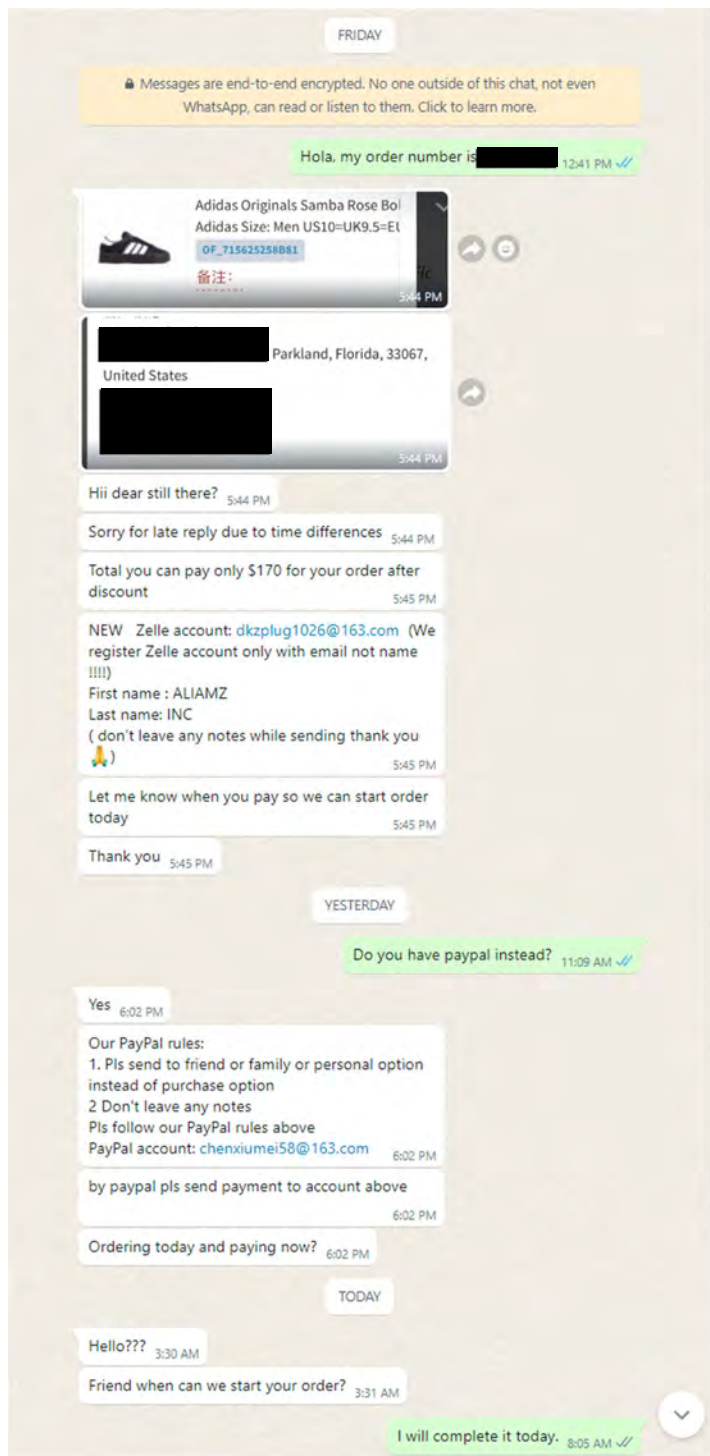 FRIDAY
Messages are end-to-end encrypted. No one outside of this chat, not even
WhatsApp, can read or listen to them. Click to learn more.
Hola, my order number is
12:41 PM
Adidas Originals Samba Rose Bol
Adidas Size: Men US10=UK9.5=EU
OF_715625258B81
备注:
5:44 PM
Parkland, Florida, 33067,
United States
5:44 PM
Hii dear still there? 5:44 PM
Sorry for late reply due to time differences 5:44 PM
Total you can pay only $170 for your order after
discount
5:45 PM
NEW Zelle account: dkzplug1026@163.com (We
register Zelle account only with email not name
!!!!)
First name : ALIAMZ
Last name: INC
( don't leave any notes while sending thank you
🙏)
5:45 PM
Let me know when you pay so we can start order
today
5:45 PM
Thank you 5:45 PM
YESTERDAY
Do you have paypal instead? 11:09 AM
Yes 6:02 PM
Our PayPal rules:
1. Pls send to friend or family or personal option
instead of purchase option
2 Don't leave any notes
Pls follow our PayPal rules above
PayPal account: chenxiumei58@163.com 6:02 PM
by paypal pls send payment to account above
6:02 PM
Ordering today and paying now? 6:02 PM
TODAY
Hello??? 3:30 AM
Friend when can we start your order? 3:31 AM
I will complete it today. 8:05 AM